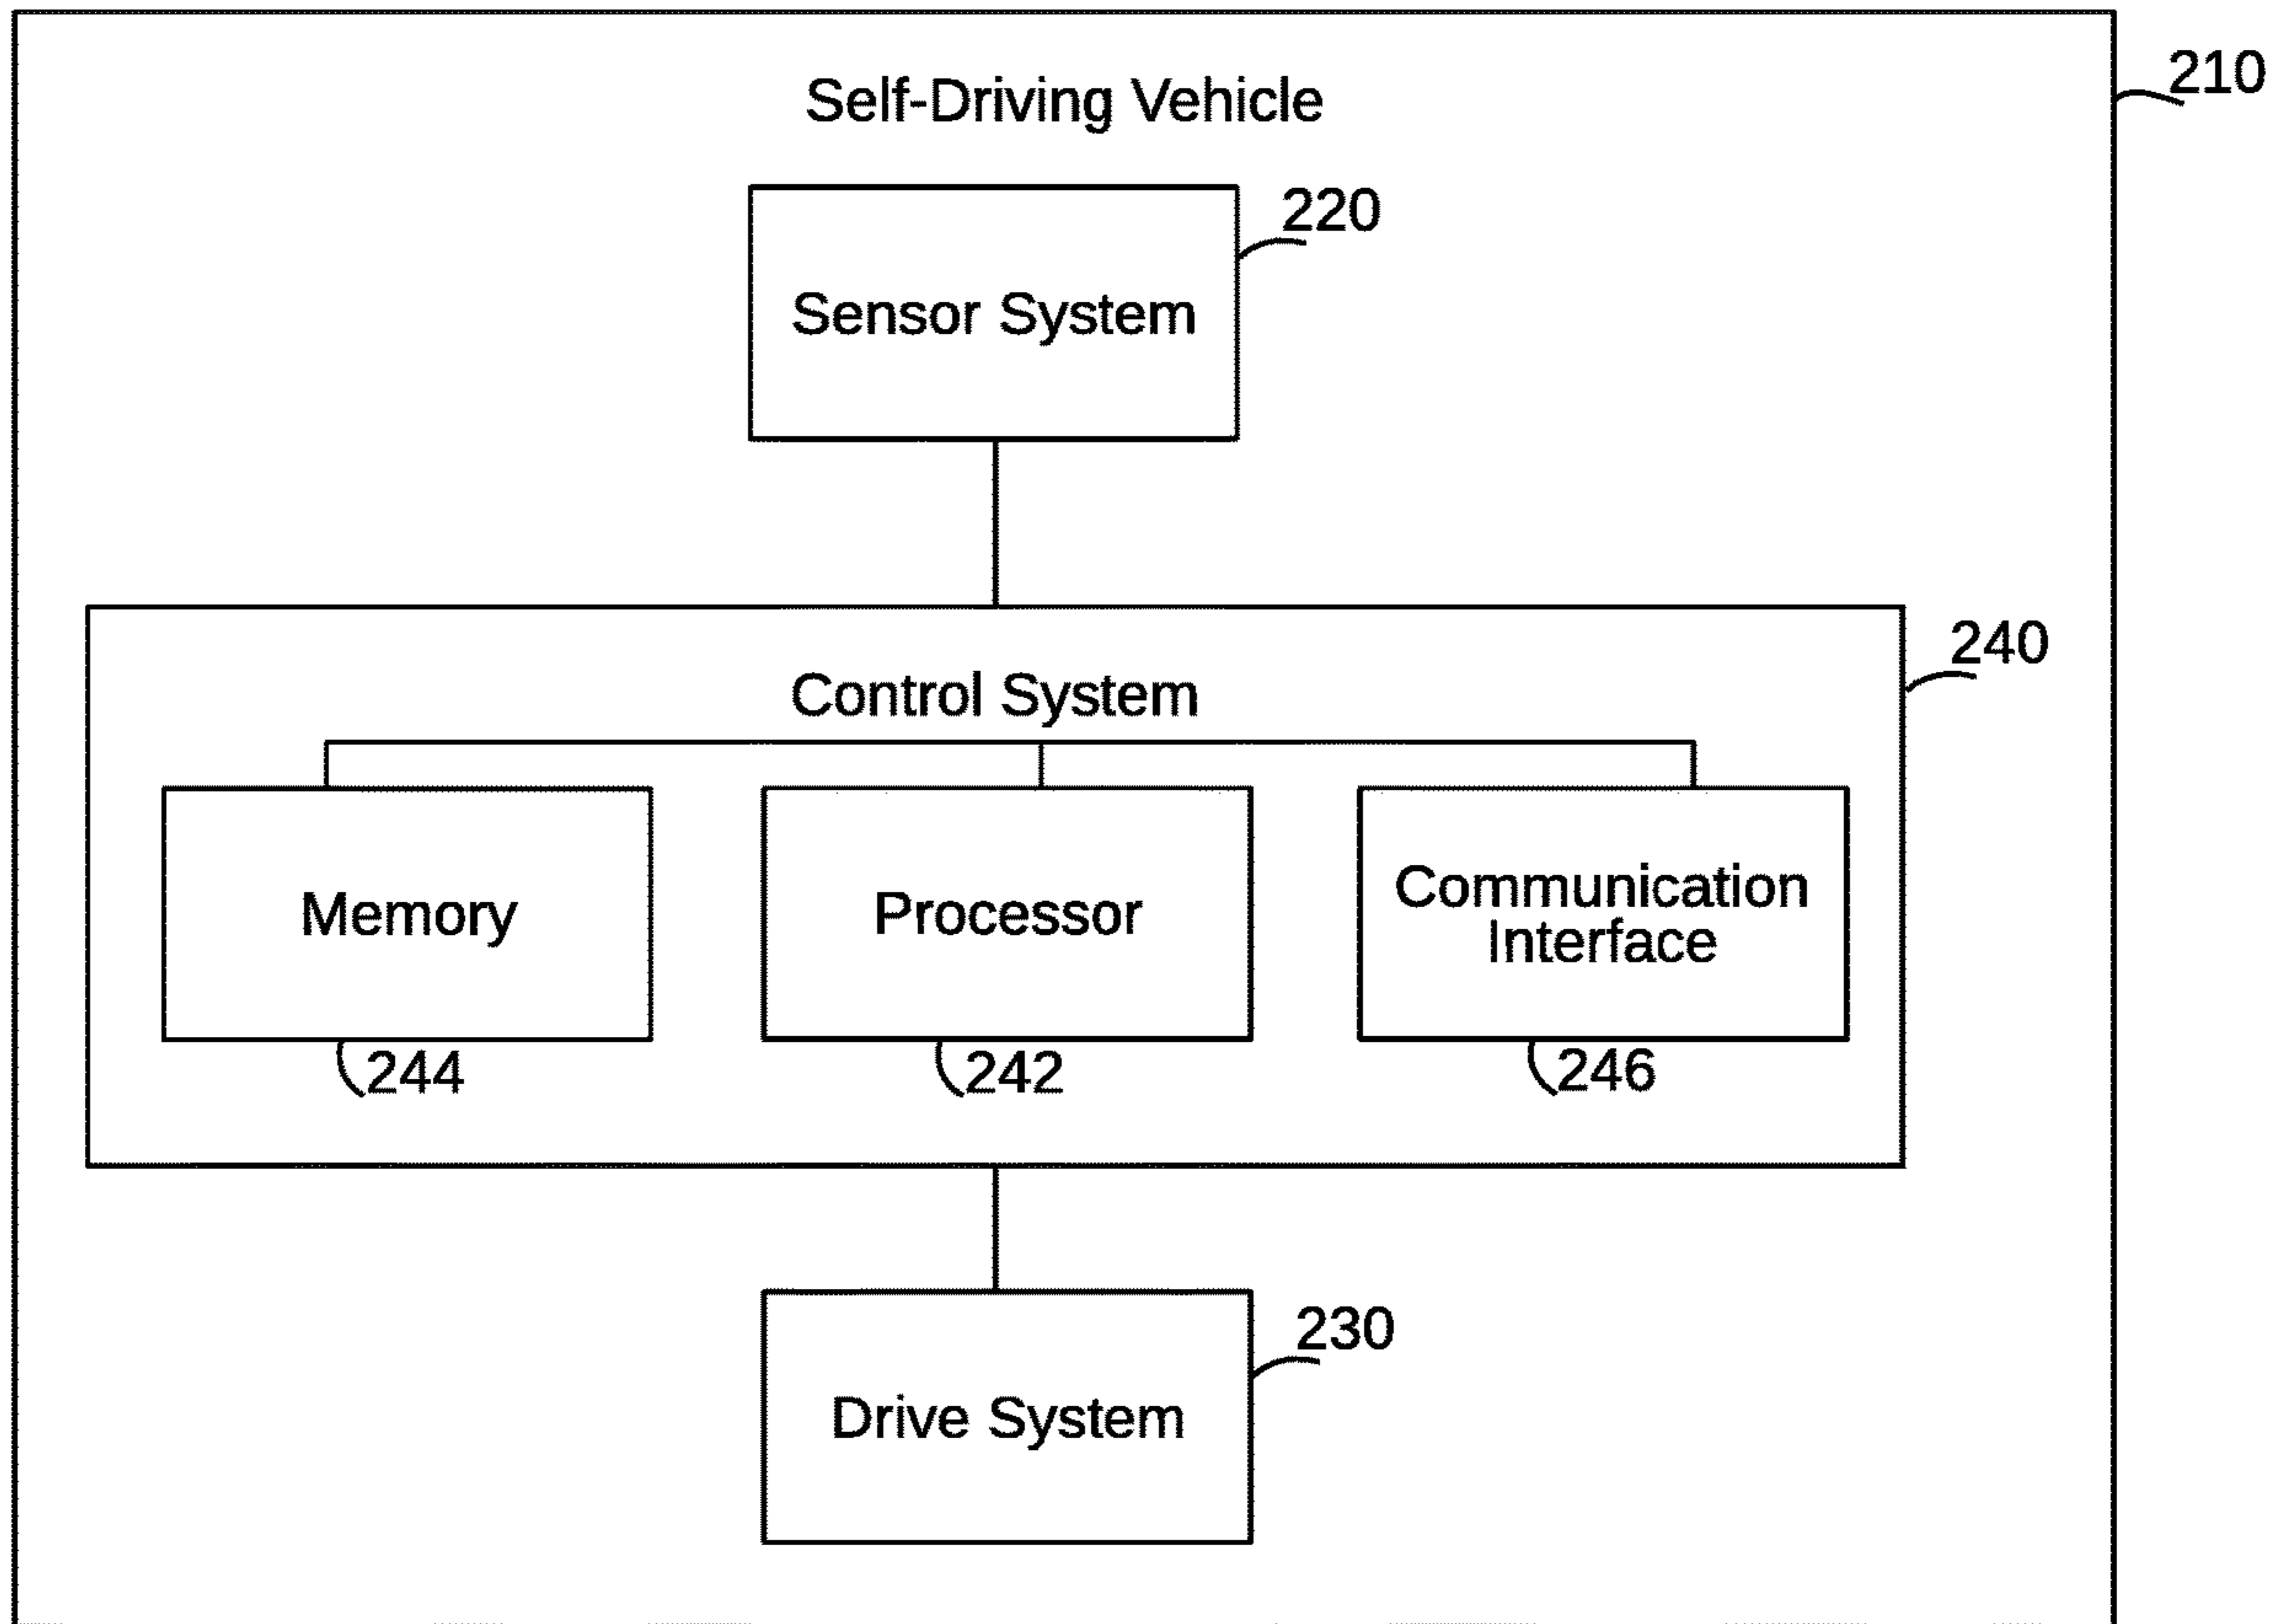 210
Self-Driving Vehicle
220
Sensor System
240
Control System
Memory
Processor
Communication
Interface
244
242
246
230
Drive System